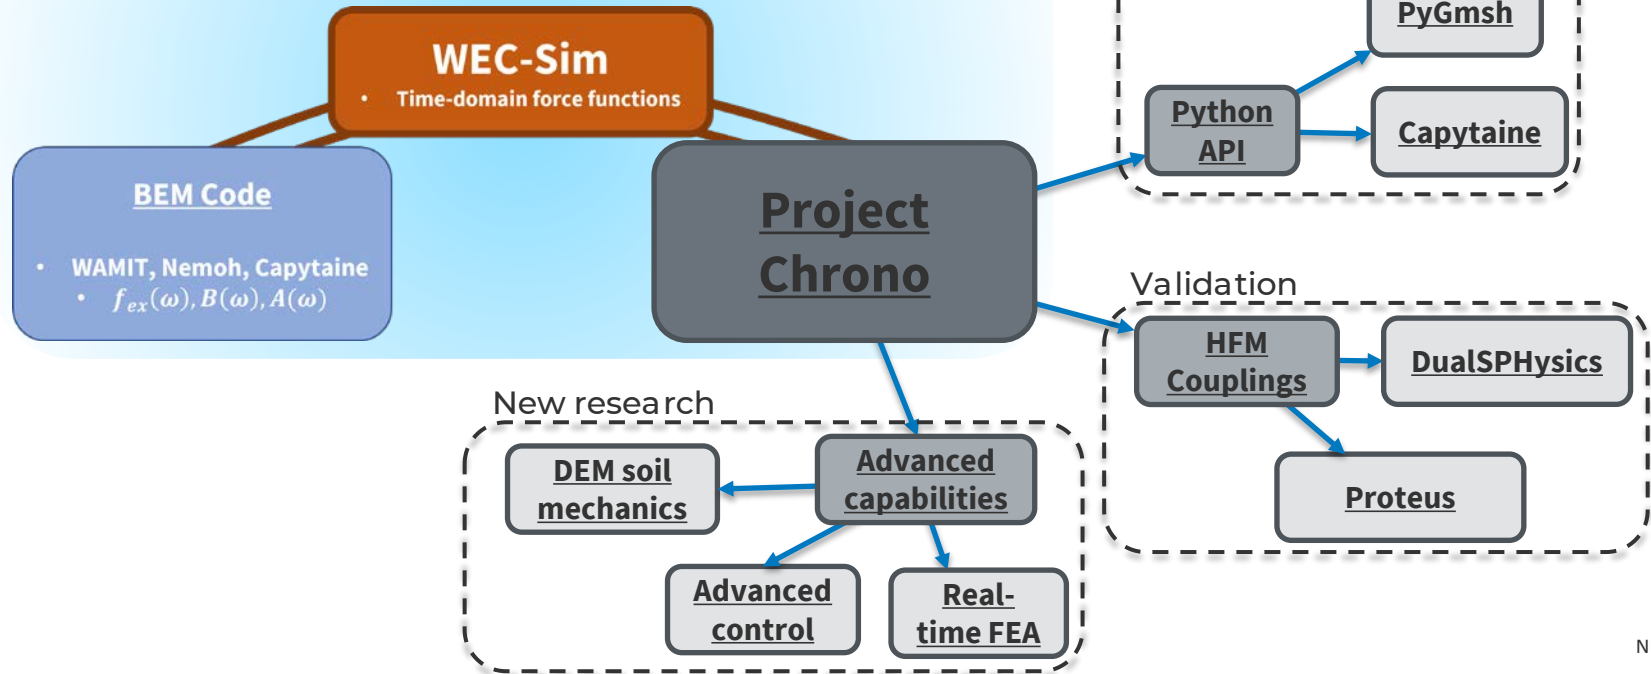 WEC-Sim
• Time-domain force functions
BEM Code
• WAMIT, Nemoh, Capytaine
• f_ex(ω), B(ω), A(ω)
Project
Chrono
PyGmsh
Python
API
Capytaine
Validation
HFM
Couplings
DualSPHysics
Proteus
New research
DEM soil
mechanics
Advanced
capabilities
Advanced
control
Real-
time FEA
N